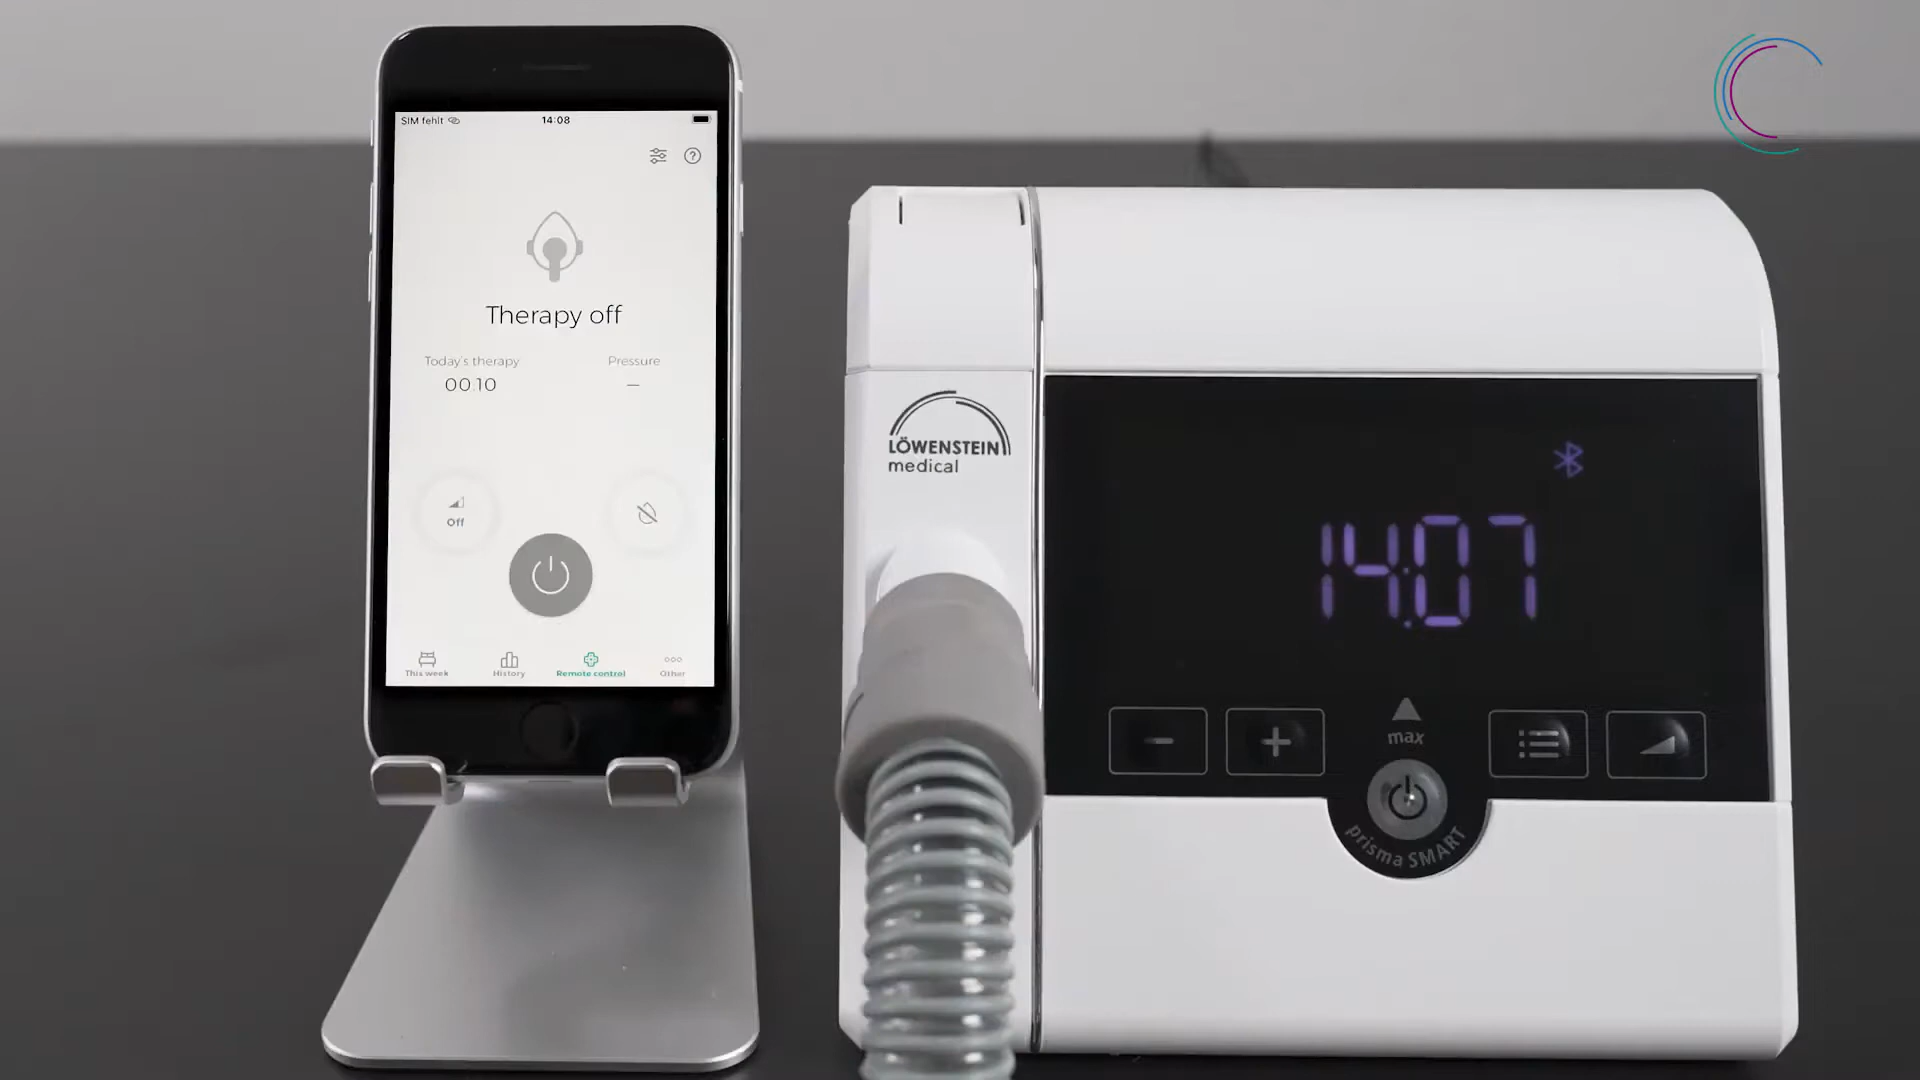 SIM fehlt
14:08
Therapy off
Today's therapy
Pressure
00:10
—
Off
This week
History
Remote control
Other
LÖWENSTEIN
medical
14:07
max
prisma SMART